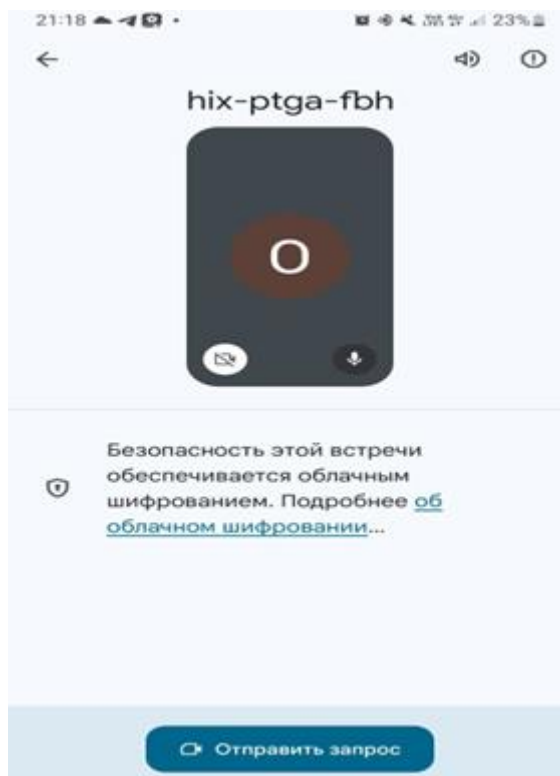 21:18 23%
hix-ptga-fbh
O
Безопасность этой встречи
обеспечивается облачным
шифрованием. Подробнее об
облачном шифровании...
Отправить запрос